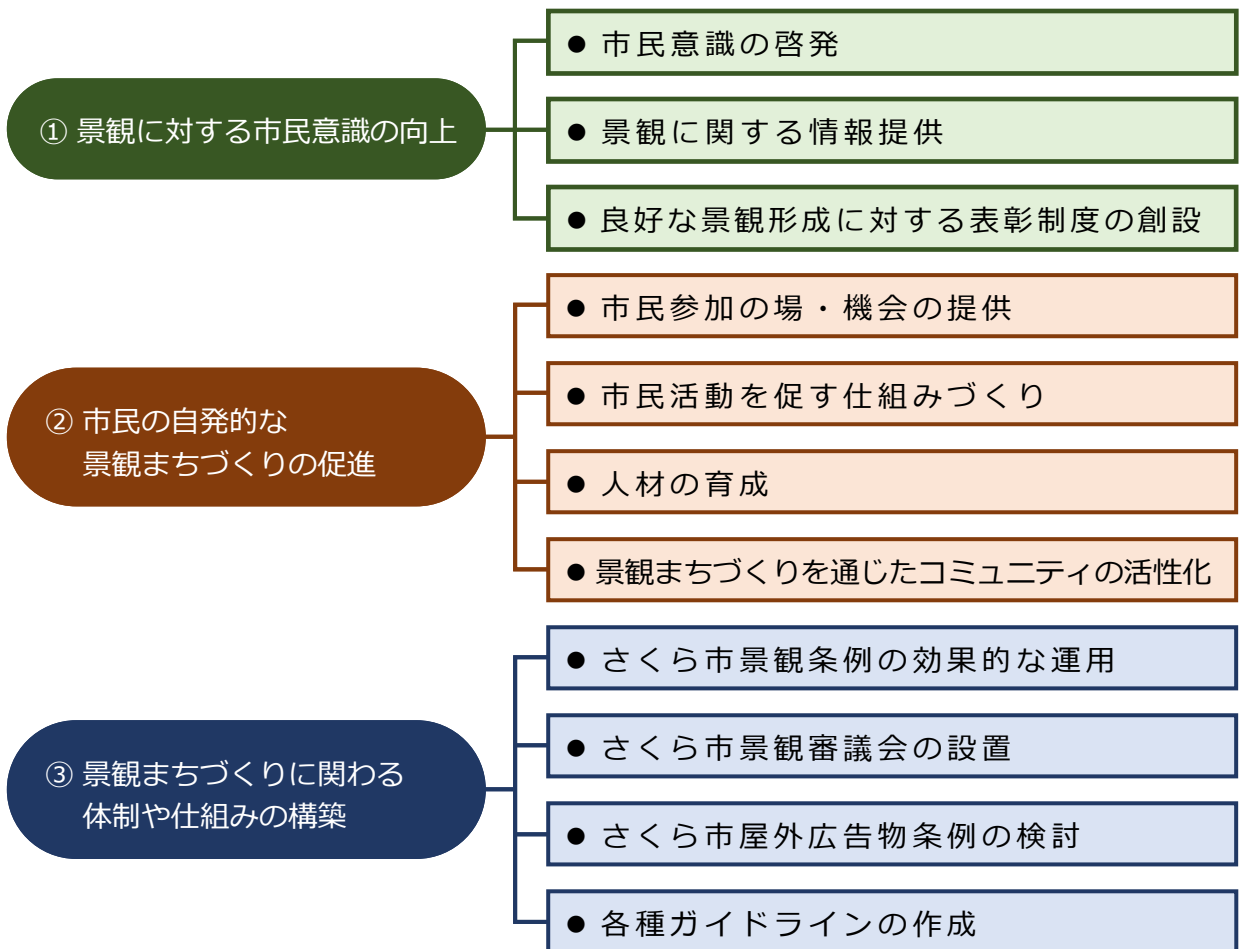 ① 景観に対する市民意識の向上
● 市民意識の啓発
● 景観に関する情報提供
● 良好な景観形成に対する表彰制度の創設
② 市民の自発的な
景観まちづくりの促進
● 市民参加の場・機会の提供
● 市民活動を促す仕組みづくり
● 人材の育成
● 景観まちづくりを通じたコミュニティの活性化
③ 景観まちづくりに関わる
体制や仕組みの構築
● さくら市景観条例の効果的な運用
● さくら市景観審議会の設置
● さくら市屋外広告物条例の検討
● 各種ガイドラインの作成